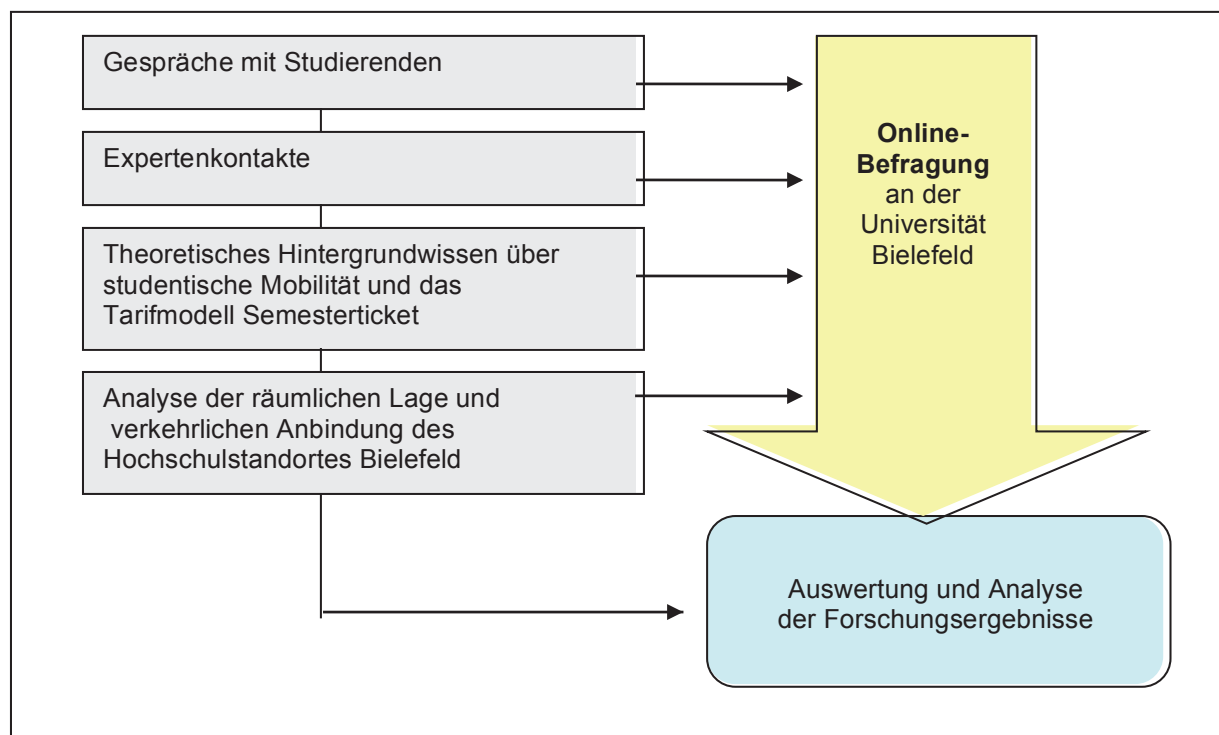 Gespräche mit Studierenden
Expertenkontakte
Theoretisches Hintergrundwissen über
studentische Mobilität und das
Tarifmodell Semesterticket
Analyse der räumlichen Lage und
verkehrlichen Anbindung des
Hochschulstandortes Bielefeld
Online-
Befragung
an der
Universität
Bielefeld
Auswertung und Analyse
der Forschungsergebnisse